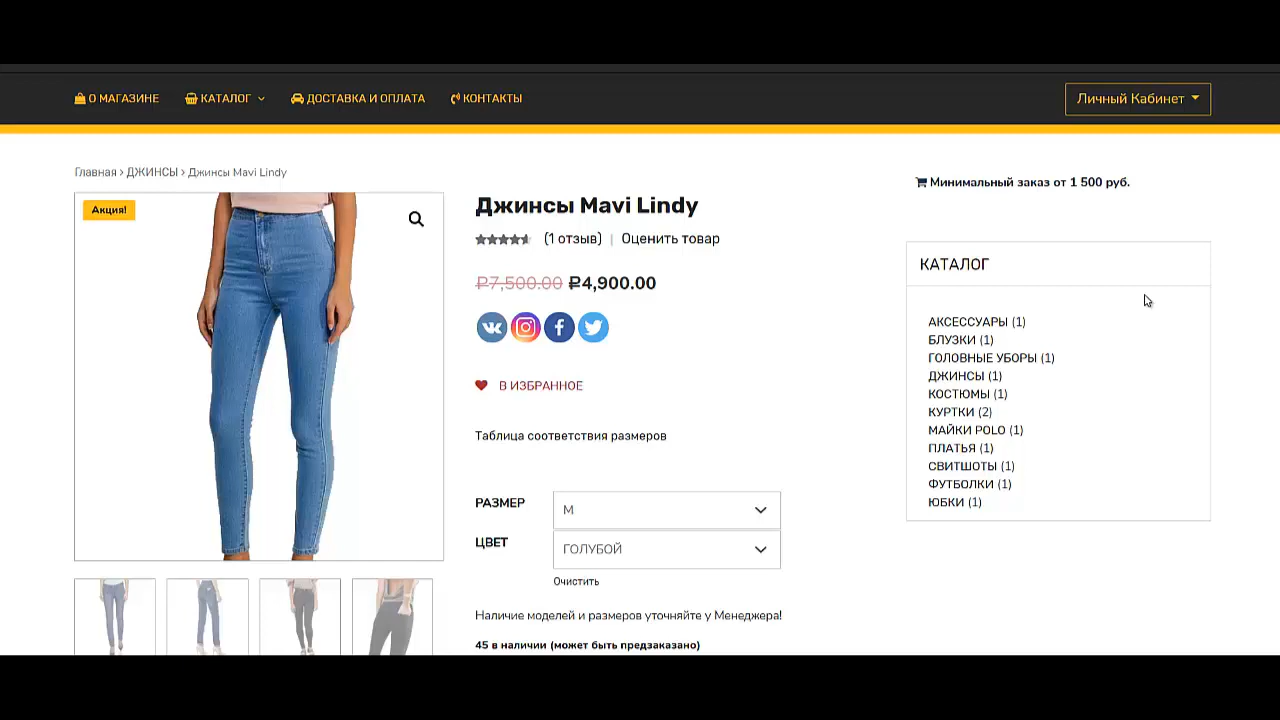 О МАГАЗИНЕ КАТАЛОГ ДОСТАВКА И ОПЛАТА КОНТАКТЫ Личный Кабинет
Главная › ДЖИНСЫ › Джинсы Mavi Lindy
Акция!
Джинсы Mavi Lindy
(1 отзыв) | Оценить товар
₽7,500.00 ₽4,900.00
В ИЗБРАННОЕ
Таблица соответствия размеров
РАЗМЕР M
ЦВЕТ ГОЛУБОЙ
Очистить
Наличие моделей и размеров уточняйте у Менеджера!
45 в наличии (может быть предзаказано)
Минимальный заказ от 1 500 руб.
КАТАЛОГ
АКСЕССУАРЫ (1)
БЛУЗКИ (1)
ГОЛОВНЫЕ УБОРЫ (1)
ДЖИНСЫ (1)
КОСТЮМЫ (1)
КУРТКИ (2)
МАЙКИ POLO (1)
ПЛАТЬЯ (1)
СВИТШОТЫ (1)
ФУТБОЛКИ (1)
ЮБКИ (1)